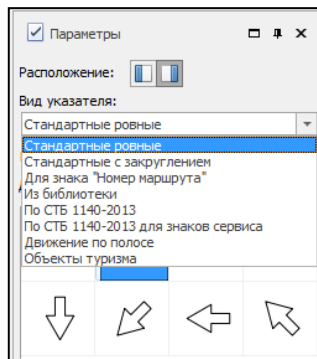 Параметры
Расположение:
Вид указателя:
Стандартные ровные
Стандартные ровные
Стандартные с закруглением
Для знака "Номер маршрута"
Из библиотеки
По СТБ 1140-2013
По СТБ 1140-2013 для знаков сервиса
Движение по полосе
Объекты туризма